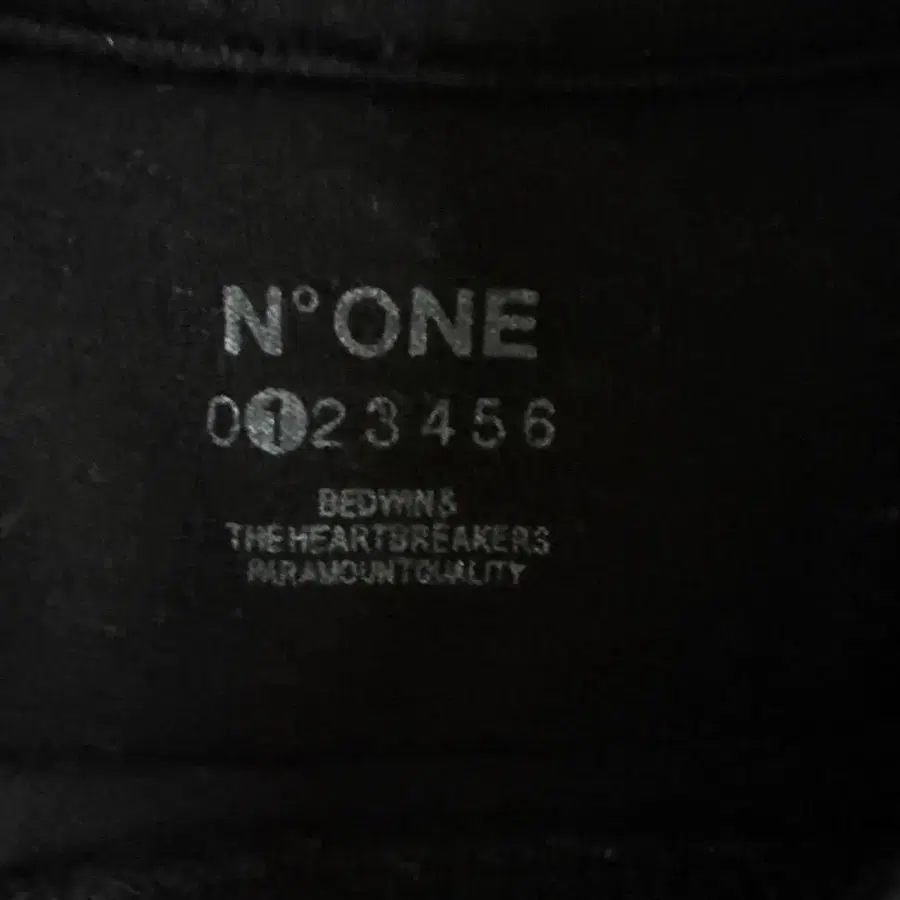 N° ONE
0 1 2 3 4 5 6
BEDWIN &
THE HEARTBREAKERS
PARAMOUNT QUALITY